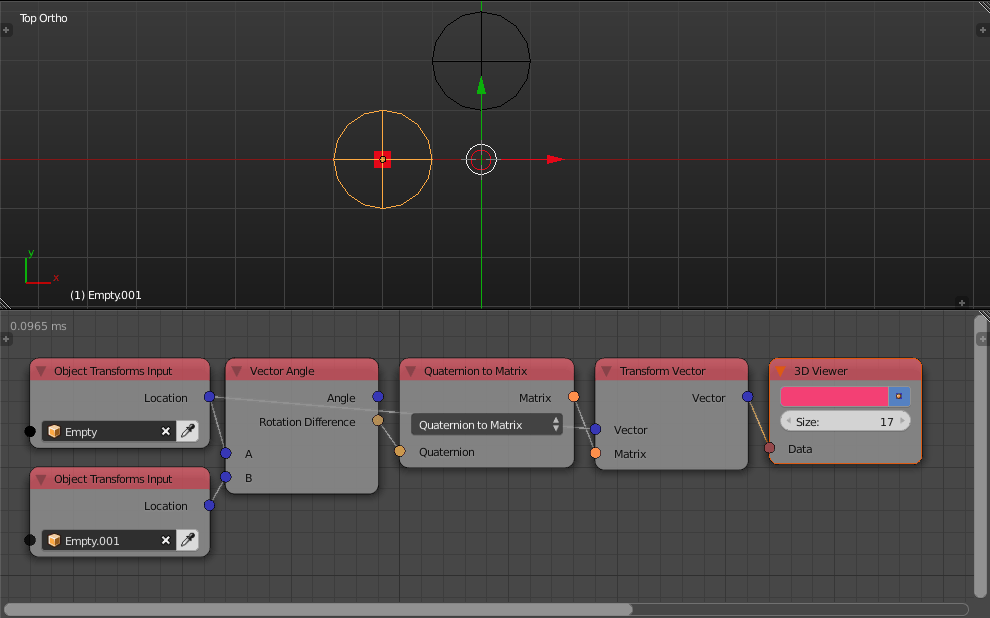 Top Ortho
y
x
(1) Empty.001
0.0965 ms
Object Transforms Input
Location
Empty
Object Transforms Input
Location
Empty.001
Vector Angle
Angle
Rotation Difference
A
B
Quaternion to Matrix
Matrix
Quaternion to Matrix
Quaternion
Transform Vector
Vector
Vector
Matrix
3D Viewer
Size: 17
Data